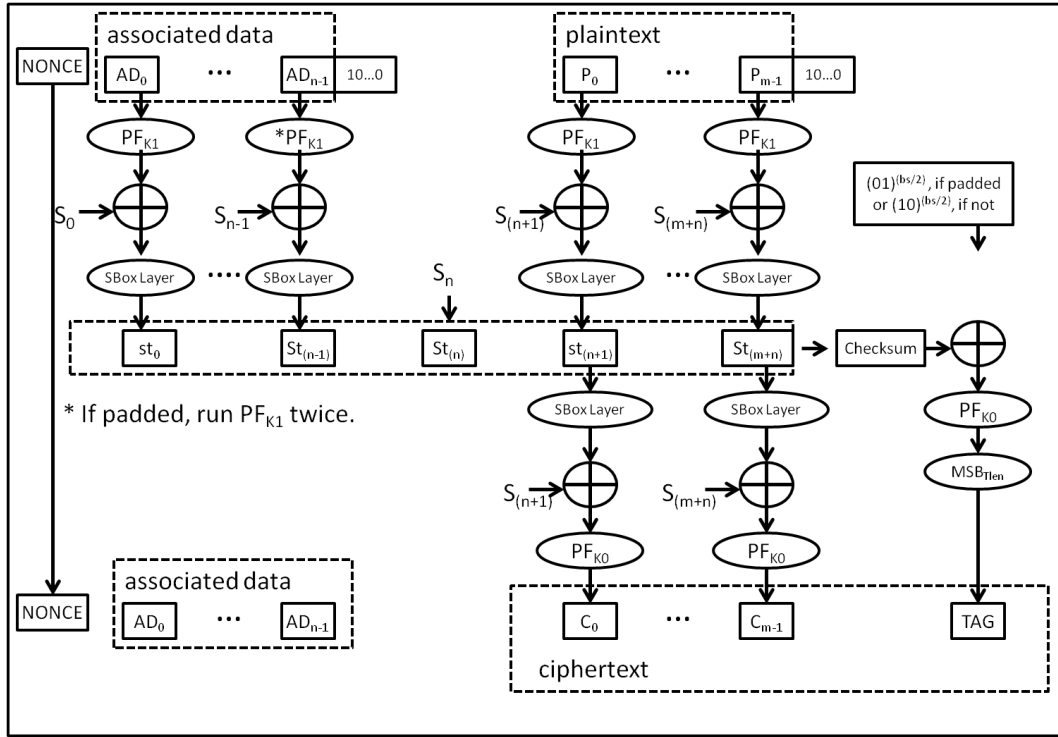 associated data
plaintext
NONCE
AD0
...
ADn-1
10...0
P0
...
Pm-1
10...0
PFK1
*PFK1
PFK1
PFK1
(01)(bs/2), if padded
or (10)(bs/2), if not
S0
Sn-1
S(n+1)
S(m+n)
SBox Layer
....
SBox Layer
Sn
SBox Layer
...
SBox Layer
st0
St(n-1)
St(n)
st(n+1)
St(m+n)
Checksum
* If padded, run PFK1 twice.
SBox Layer
SBox Layer
PFK0
MSBTlen
S(n+1)
S(m+n)
PFK0
PFK0
associated data
NONCE
AD0
...
ADn-1
C0
...
Cm-1
TAG
ciphertext